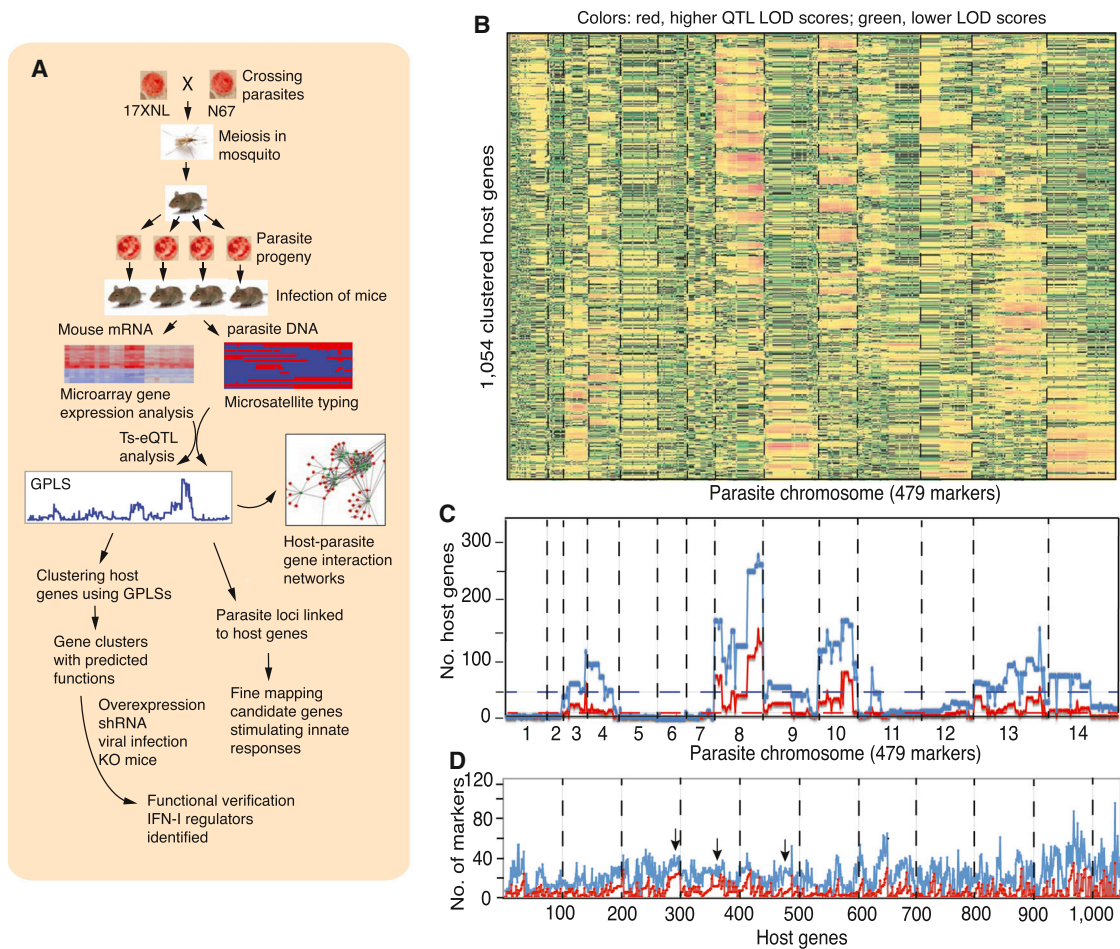 A
17XNL
X
N67
Crossing
parasites
Meiosis in
mosquito
Parasite
progeny
Infection of mice
Mouse mRNA
parasite DNA
Microarray gene
expression analysis
Microsatellite typing
Ts-eQTL
analysis
GPLS
Host-parasite
gene interaction
networks
Clustering host
genes using GPLSs
Parasite loci linked
to host genes
Gene clusters
with predicted
functions
Fine mapping
candidate genes
stimulating innate
responses
Overexpression
shRNA
viral infection
KO mice
Functional verification
IFN-I regulators
identified
B
Colors: red, higher QTL LOD scores; green, lower LOD scores
1,054 clustered host genes
Parasite chromosome (479 markers)
C
No. host genes
300
200
100
0
1 2 3 4 5 6 7 8 9 10 11 12 13 14
Parasite chromosome (479 markers)
D
No. of markers
120
80
40
0
100 200 300 400 500 600 700 800 900 1,000
Host genes